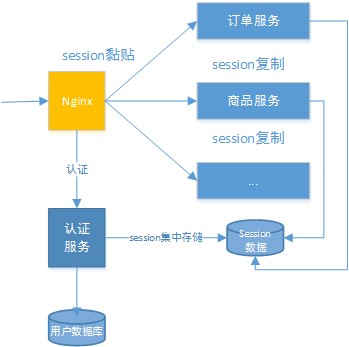 订单服务
session黏贴
session复制
Nginx
商品服务
session复制
认证
...
认证
服务
session集中存储
Session
数据
用户数据库